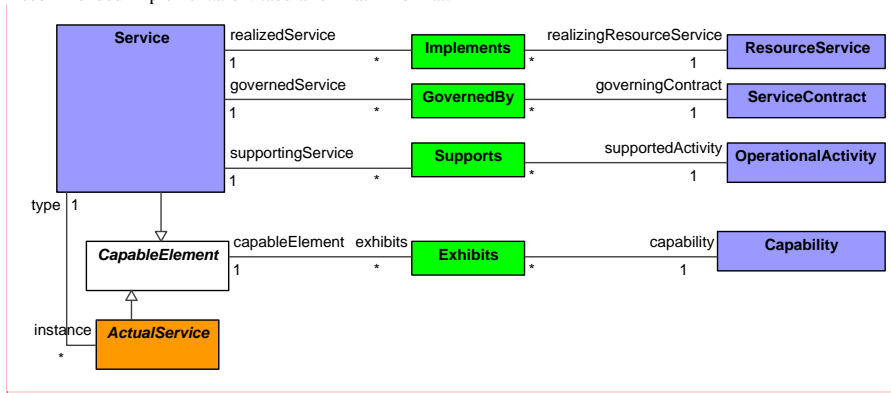 Service
realizedService
1
*
Implements
*
realizingResourceService
1
ResourceService
governedService
1
*
GovernedBy
*
governingContract
1
ServiceContract
supportingService
1
*
Supports
*
supportedActivity
1
OperationalActivity
type
1
CapableElement
capableElement
1
exhibits
*
Exhibits
*
capability
1
Capability
instance
*
ActualService